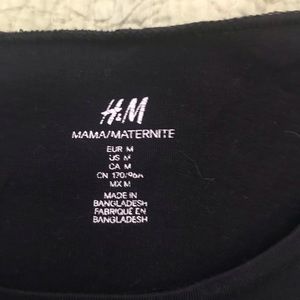 H&M
MAMA/MATERNITE
EUR M
US M
CA M
CN 170/96A
MX M
MADE IN
BANGLADESH
FABRIQUÉ EN
BANGLADESH